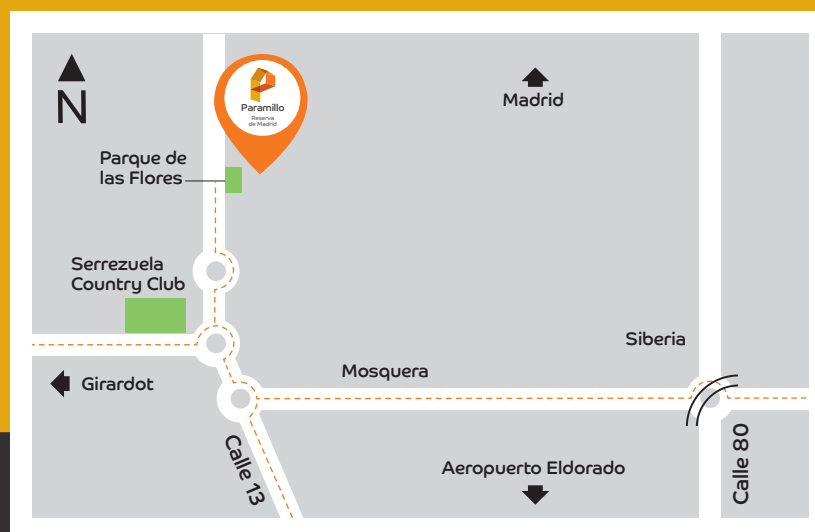 N
Paramillo
Reserva
de Madrid
Madrid
Parque de
las Flores
Serrezuela
Country Club
Siberia
Mosquera
Girardot
Calle 13
Calle 80
Aeropuerto Eldorado